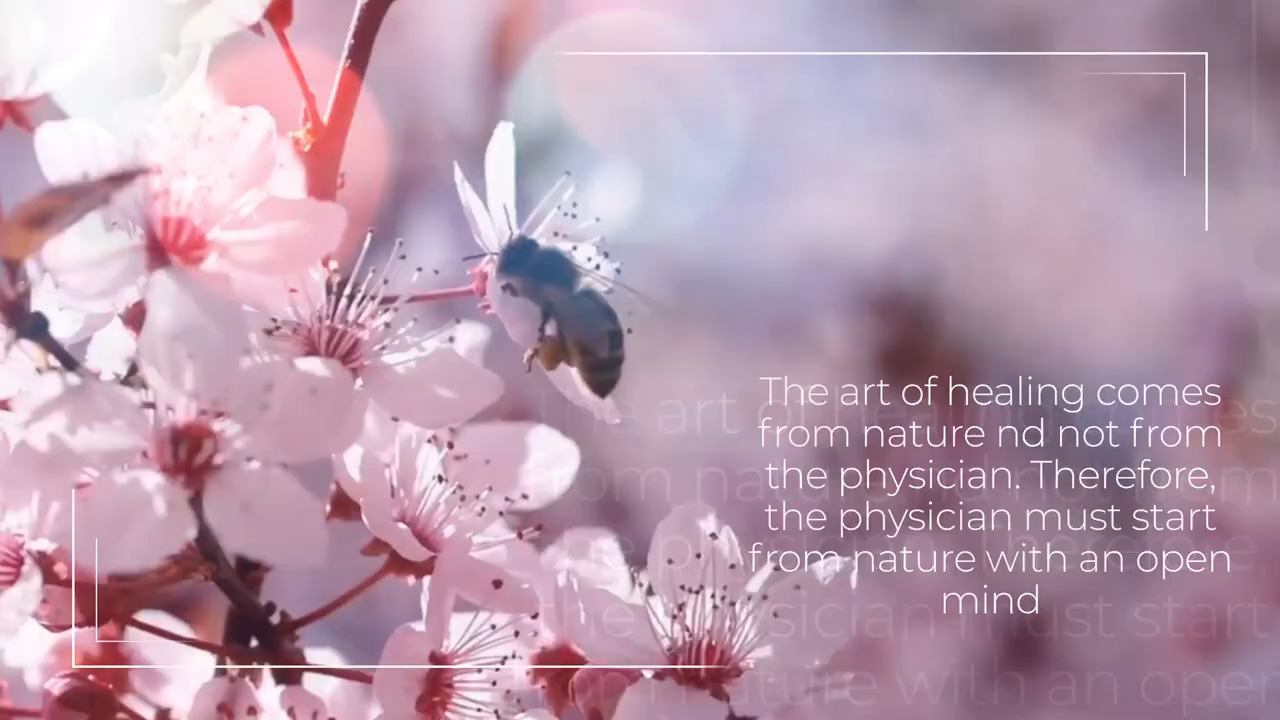 The art of healing comes
from nature nd not from
the physician. Therefore,
the physician must start
from nature with an open
mind